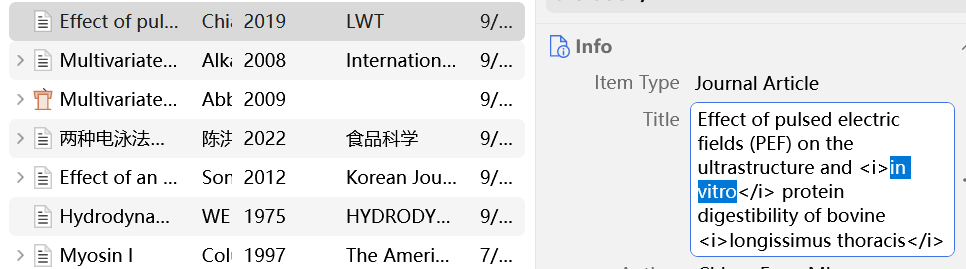 Effect of pul... Chi 2019 LWT 9/...
Multivariate... Alka 2008 Internation... 9/...
Multivariate... Abb 2009 9/...
两种电泳法... 陈洪 2022 食品科学 9/...
Effect of an ... Son 2012 Korean Jou... 9/...
Hydrodyna... WE 1975 HYDRODY... 9/...
Myosin I Col 1997 The Ameri... 7/...
Info
Item Type Journal Article
Title Effect of pulsed electric
fields (PEF) on the
ultrastructure and <i>in
vitro</i> protein
digestibility of bovine
<i>longissimus thoracis</i>